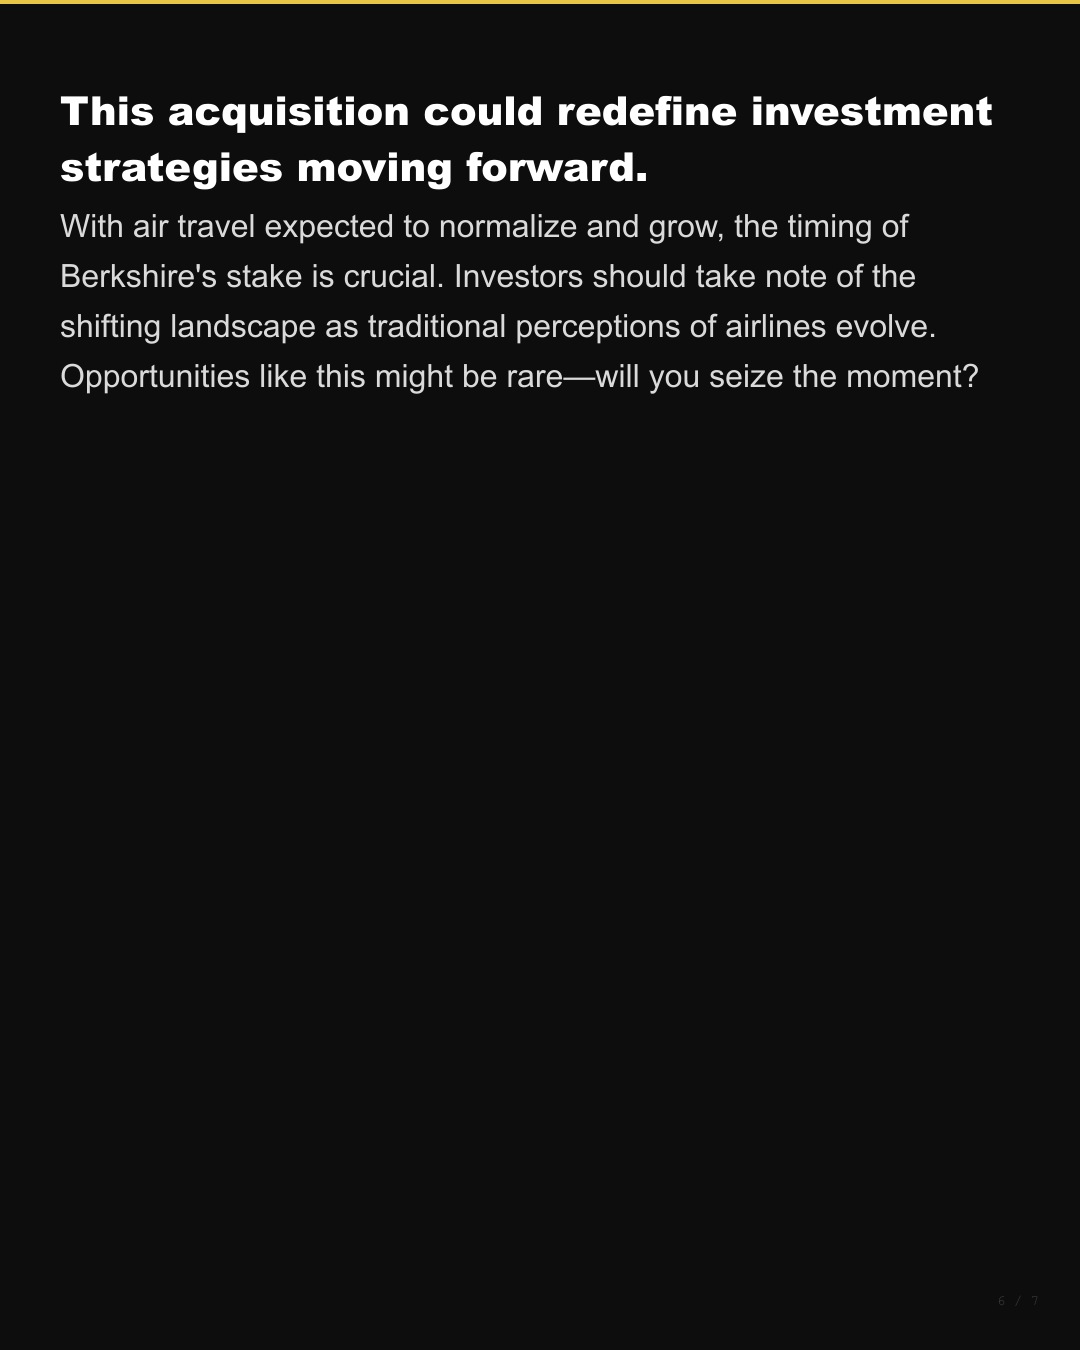 This acquisition could redefine investment
strategies moving forward.
With air travel expected to normalize and grow, the timing of
Berkshire's stake is crucial. Investors should take note of the
shifting landscape as traditional perceptions of airlines evolve.
Opportunities like this might be rare—will you seize the moment?
6 / 7